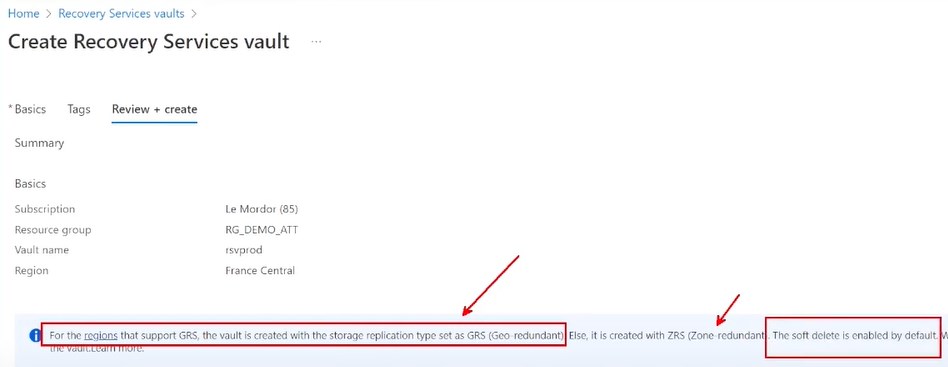 Home > Recovery Services vaults >
Create Recovery Services vault ...
* Basics Tags Review + create
Summary
Basics
Subscription Le Mordor (85)
Resource group RG_DEMO_ATT
Vault name rsvprod
Region France Central
For the regions that support GRS, the vault is created with the storage replication type set as GRS (Geo-redundant). Else, it is created with ZRS (Zone-redundant). The soft delete is enabled by default.
the vault.Learn more.